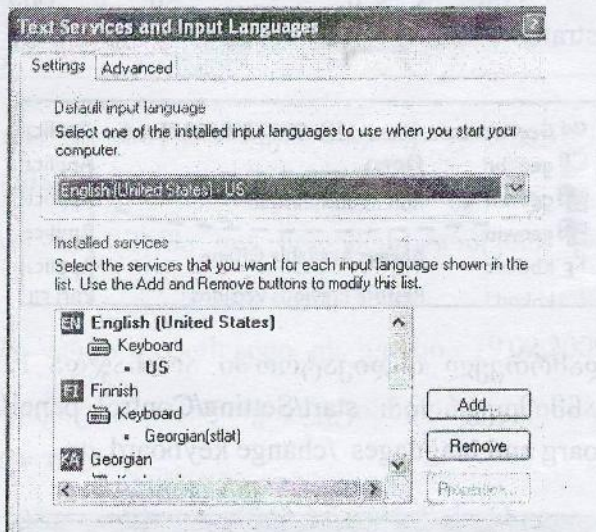 Text Services and Input Languages
Settings Advanced
Default input language
Select one of the installed input languages to use when you start your
computer.
English (United States) - US
Installed services
Select the services that you want for each input language shown in the
list. Use the Add and Remove buttons to modify this list.
EN English (United States)
Keyboard
• US
FI Finnish
Keyboard
• Georgian(stlat)
Georgian
Add...
Remove
Properties...